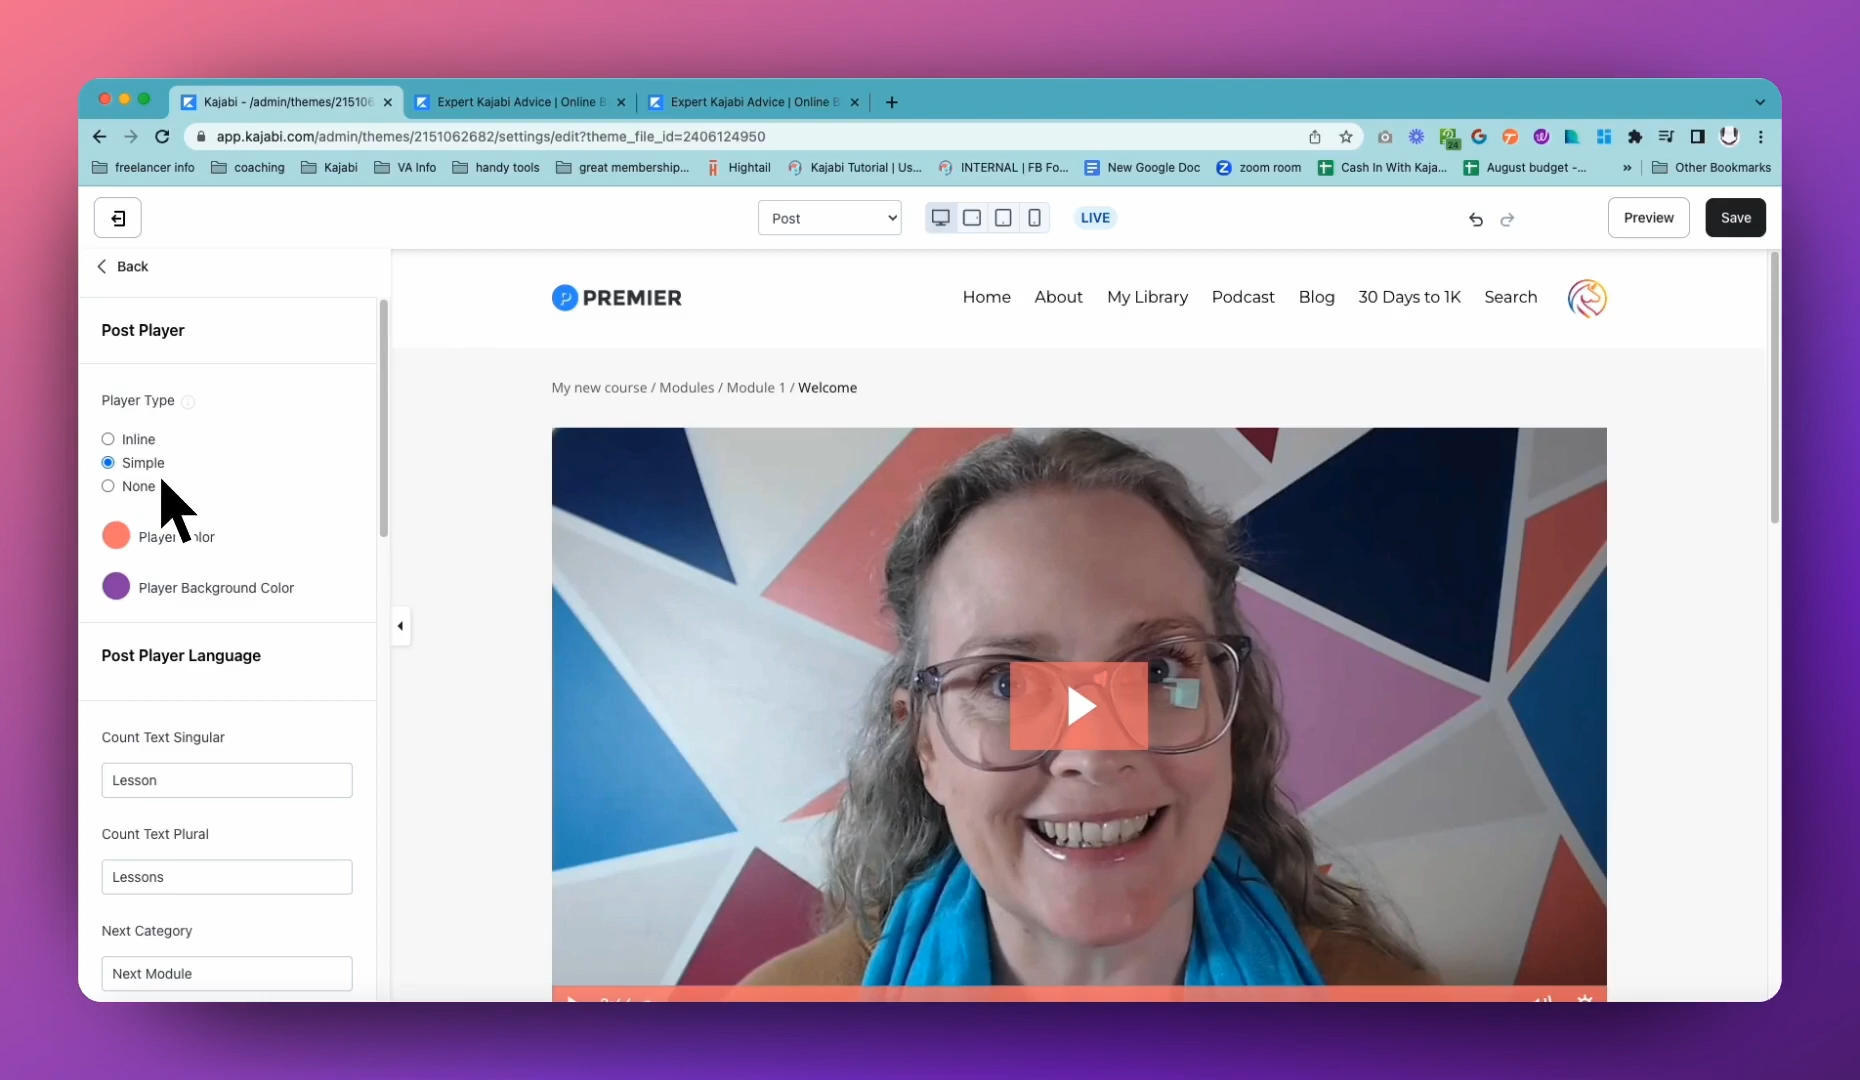 Kajabi - /admin/themes/215106
Expert Kajabi Advice | Online B
Expert Kajabi Advice | Online B
app.kajabi.com/admin/themes/2151062682/settings/edit?theme_file_id=2406124950
24
freelancer info
coaching
Kajabi
VA Info
handy tools
great membership...
Hightail
Kajabi Tutorial | Us...
INTERNAL | FB Fo...
New Google Doc
zoom room
Cash In With Kaja...
August budget -...
»
Other Bookmarks
Post
LIVE
Preview
Save
Back
Post Player
Player Type
Inline
Simple
None
Player Background Color
Post Player Language
Count Text Singular
Lesson
Count Text Plural
Lessons
Next Category
Next Module
PREMIER
Home
About
My Library
Podcast
Blog
30 Days to 1K
Search
My new course / Modules / Module 1 / Welcome